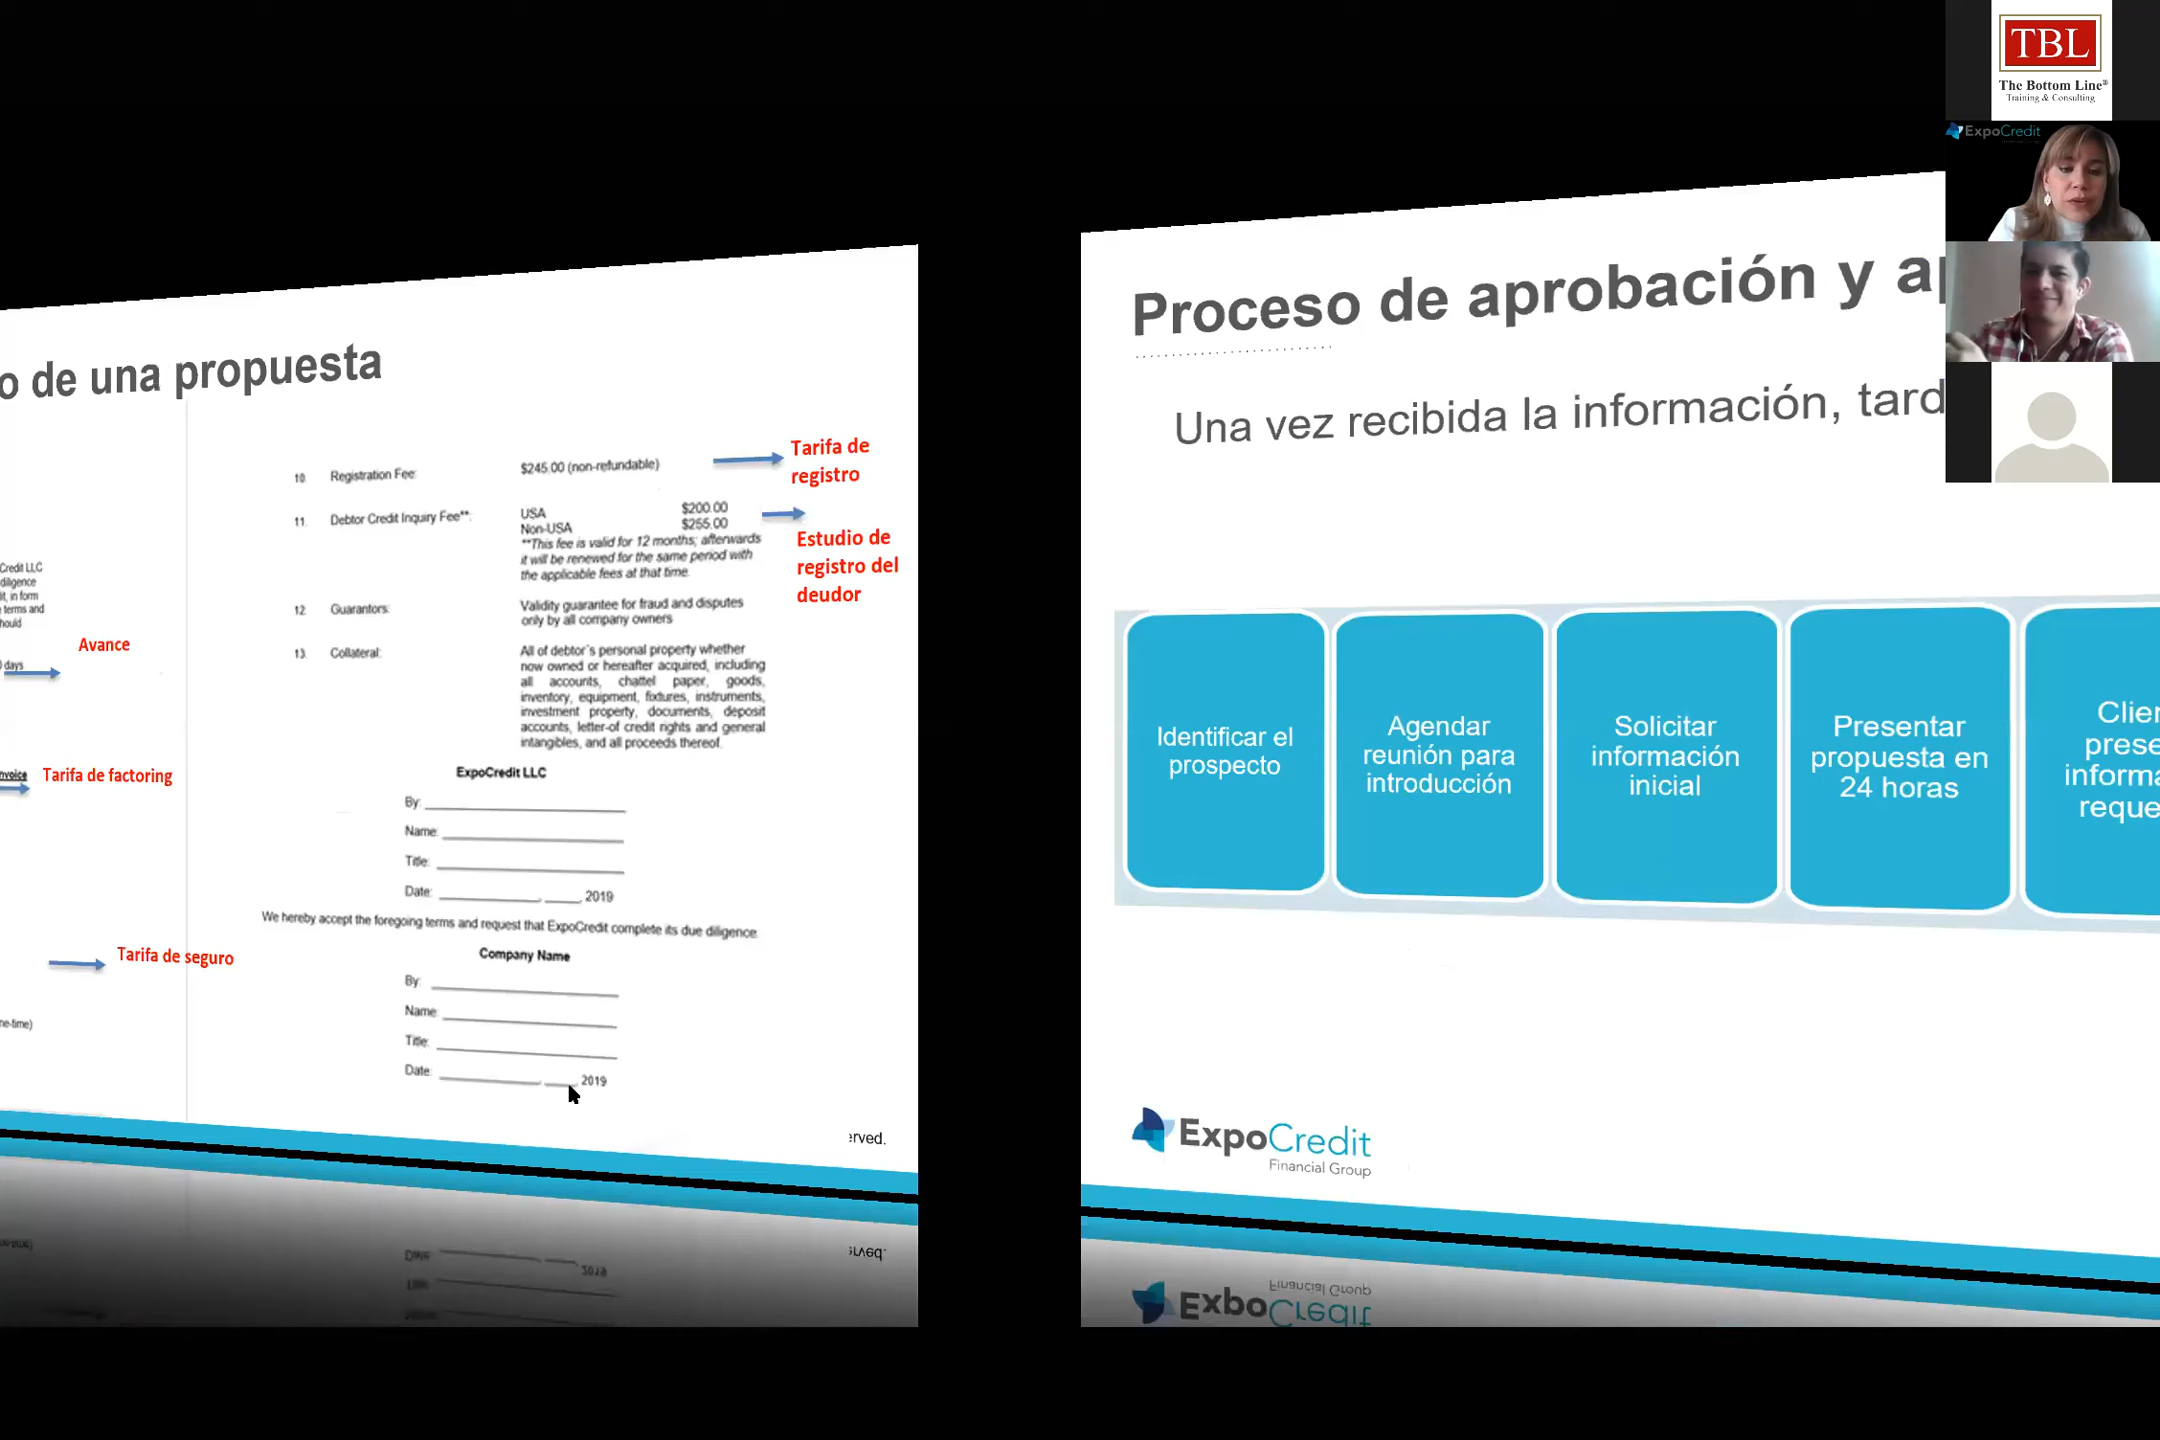 o de una propuesta
Credit LLC
diligence
it, in form
terms and
hould
Avance
0 days
nvoice
Tarifa de factoring
Tarifa de seguro
ne-time)
10. Registration Fee: $245.00 (non-refundable)
Tarifa de
registro
11. Debtor Credit Inquiry Fee**: USA $200.00
Non-USA $255.00
**This fee is valid for 12 months; afterwards
it will be renewed for the same period with
the applicable fees at that time.
Estudio de
registro del
deudor
12. Guarantors: Validity guarantee for fraud and disputes
only by all company owners
13. Collateral: All of debtor's personal property whether
now owned or hereafter acquired, including
all accounts, chattel paper, goods,
inventory, equipment, fixtures, instruments,
investment property, documents, deposit
accounts, letter-of credit rights and general
intangibles, and all proceeds thereof.
ExpoCredit LLC
By:
Name:
Title:
Date: , 2019
We hereby accept the foregoing terms and request that ExpoCredit complete its due diligence.
Company Name
By:
Name:
Title:
Date: , 2019
erved.
Proceso de aprobación y ap
Una vez recibida la información, tard
Identificar el
prospecto
Agendar
reunión para
introducción
Solicitar
información
inicial
Presentar
propuesta en
24 horas
Clien
prese
informa
reque
ExpoCredit
Financial Group
TBL
The Bottom Line®
Training & Consulting
ExpoCredit